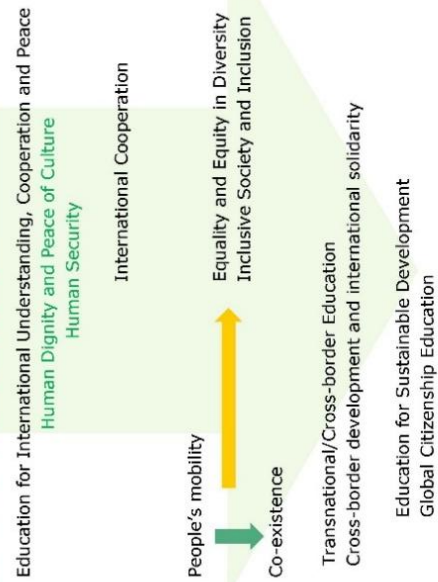 Education for International Understanding, Cooperation and Peace
Human Dignity and Peace of Culture
Human Security
International Cooperation
People's mobility
Equality and Equity in Diversity
Inclusive Society and Inclusion
Co-existence
Transnational/Cross-border Education
Cross-border development and international solidarity
Education for Sustainable Development
Global Citizenship Education